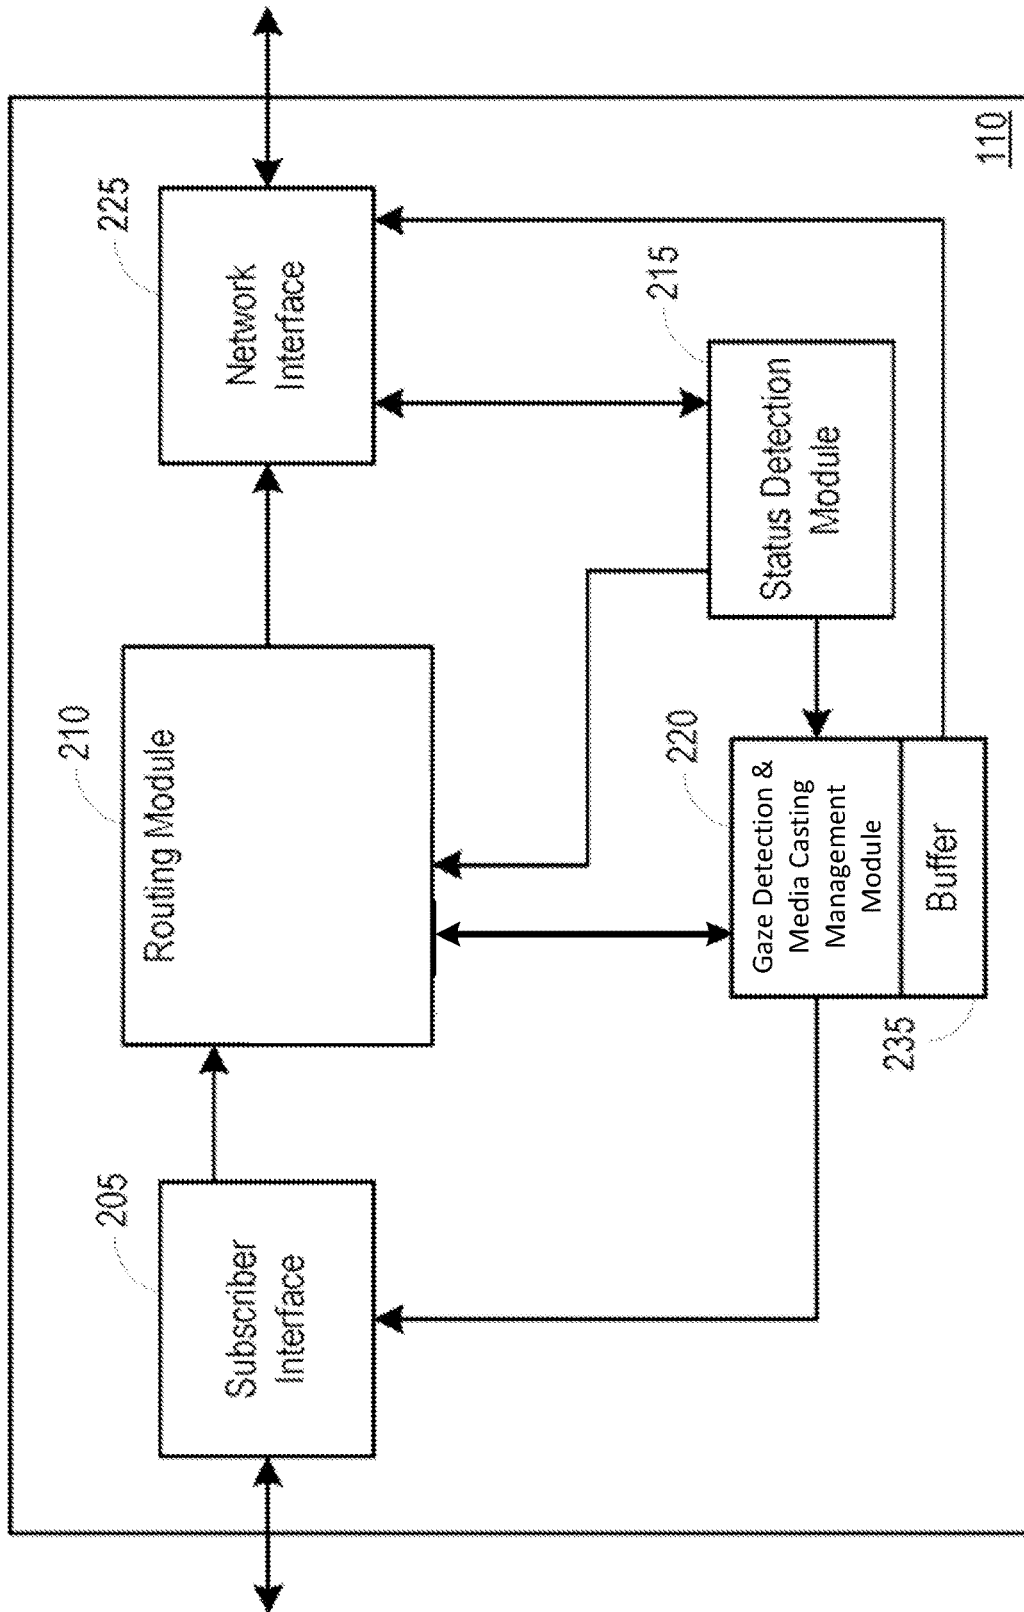 205
Subscriber
Interface
210
Routing Module
225
Network
Interface
220
Gaze Detection &
Media Casting
Management
Module
235
Buffer
215
Status Detection
Module
110